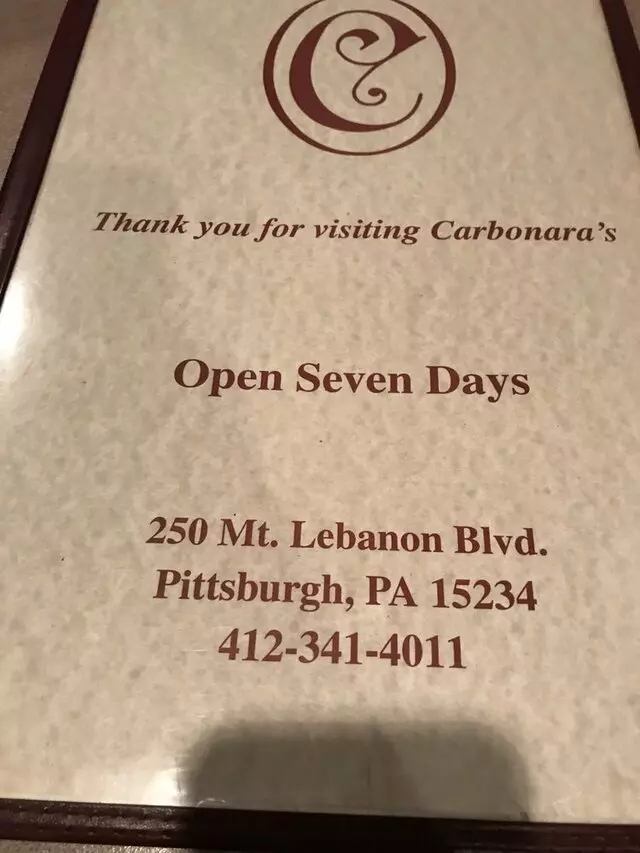 C
Thank you for visiting Carbonara's
Open Seven Days
250 Mt. Lebanon Blvd.
Pittsburgh, PA 15234
412-341-4011